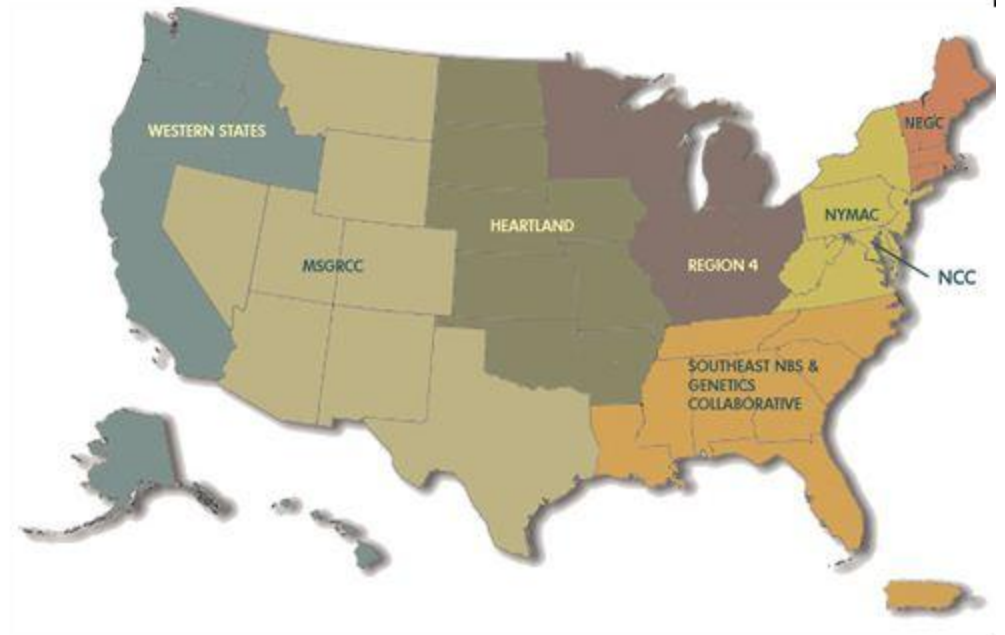 WESTERN STATES
NEGC
NYMAC
HEARTLAND
MSGRCC
REGION 4
NCC
SOUTHEAST NBS &
GENETICS
COLLABORATIVE